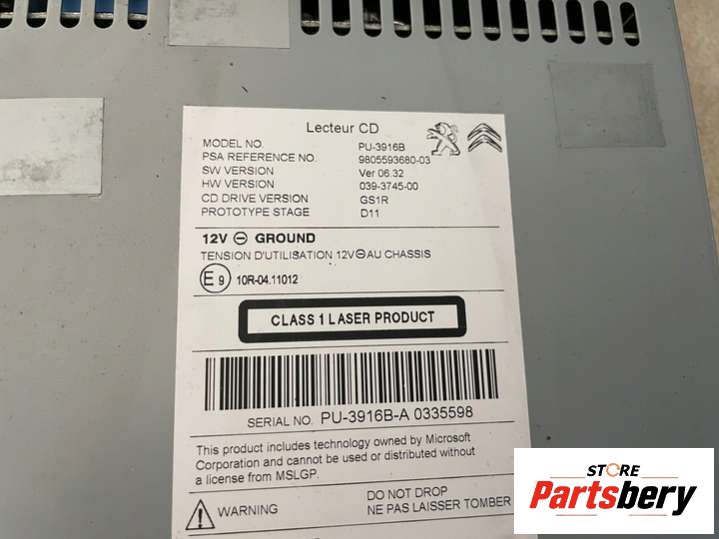 Lecteur CD
MODEL NO. PU-3916B
PSA REFERENCE NO. 9805593680-03
SW VERSION Ver 06.32
HW VERSION 039-3745-00
CD DRIVE VERSION GS1R
PROTOTYPE STAGE D11
12V ⊖ GROUND
TENSION D'UTILISATION 12V⊖AU CHASSIS
E9 10R-04.11012
CLASS 1 LASER PRODUCT
SERIAL NO. PU-3916B-A 0335598
This product includes technology owned by Microsoft
Corporation and cannot be used or distributed without
a license from MSLGP.
WARNING DO NOT DROP
NE PAS LAISSER TOMBER
STORE
Partsbery